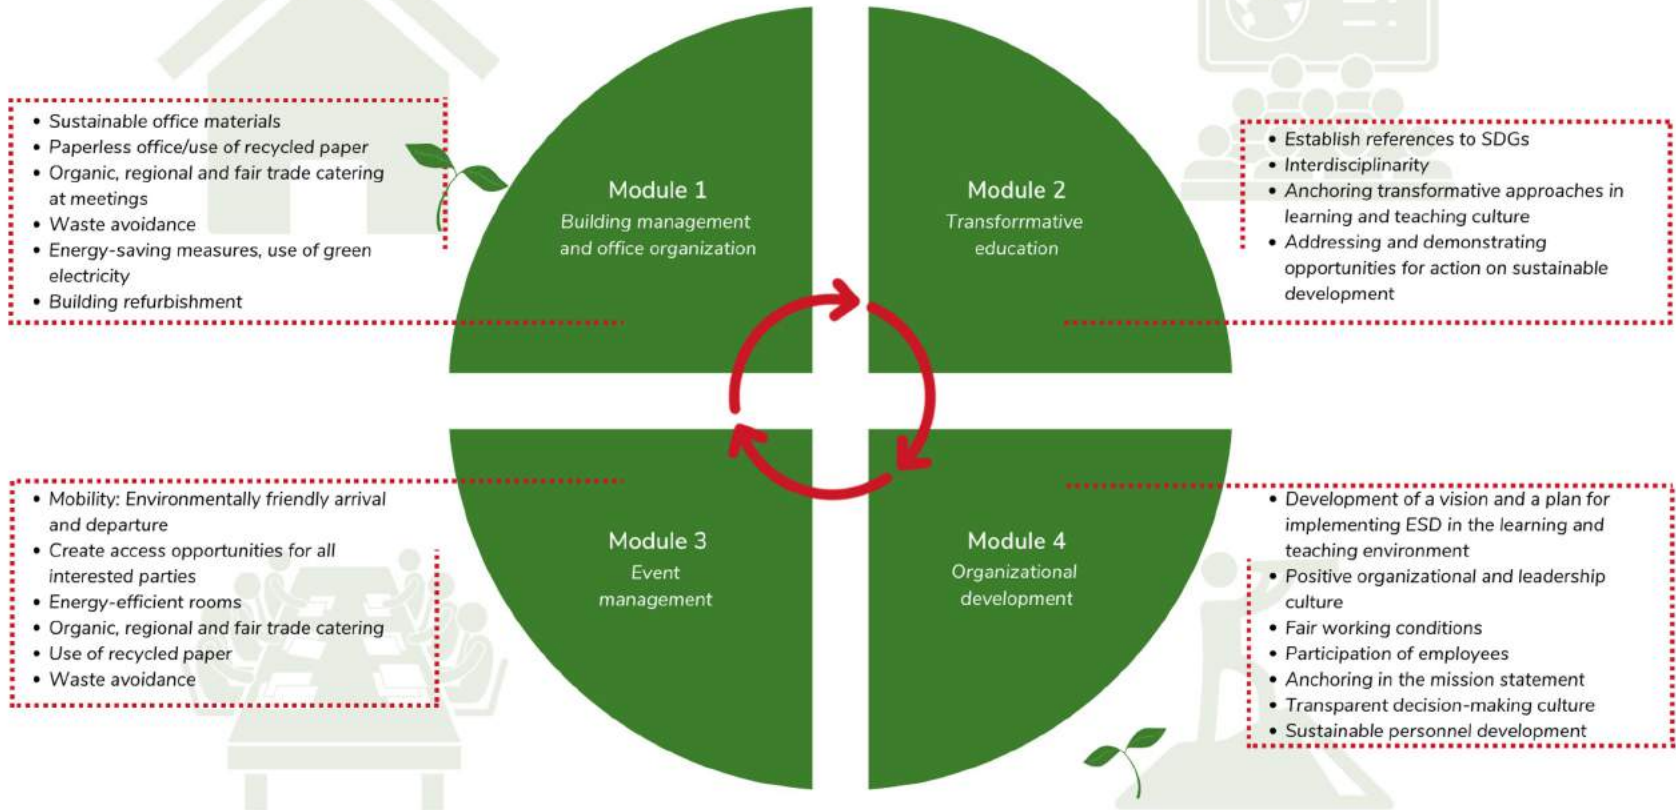 • Sustainable office materials
• Paperless office/use of recycled paper
• Organic, regional and fair trade catering
at meetings
• Waste avoidance
• Energy-saving measures, use of green
electricity
• Building refurbishment
Module 1
Building management
and office organization
Module 2
Transforrmative
education
• Establish references to SDGs
• Interdisciplinarity
• Anchoring transformative approaches in
learning and teaching culture
• Addressing and demonstrating
opportunities for action on sustainable
development
• Mobility: Environmentally friendly arrival
and departure
• Create access opportunities for all
interested parties
• Energy-efficient rooms
• Organic, regional and fair trade catering
• Use of recycled paper
• Waste avoidance
Module 3
Event
management
Module 4
Organizational
development
• Development of a vision and a plan for
implementing ESD in the learning and
teaching environment
• Positive organizational and leadership
culture
• Fair working conditions
• Participation of employees
• Anchoring in the mission statement
• Transparent decision-making culture
• Sustainable personnel development